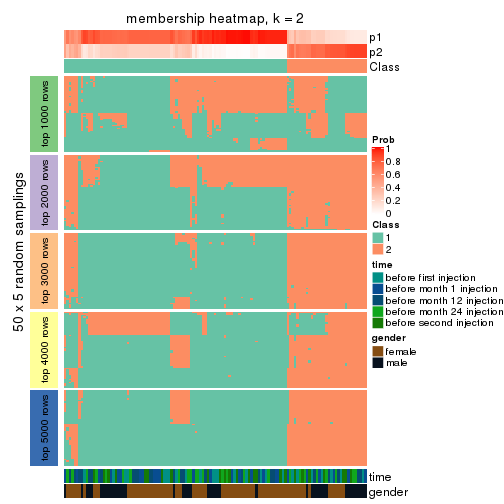 membership heatmap, k = 2
p1
p2
Class
50 x 5 random samplings
top 1000 rows
top 2000 rows
top 3000 rows
top 4000 rows
top 5000 rows
Prob
1
0.8
0.6
0.4
0.2
0
Class
1
2
time
before first injection
before month 1 injection
before month 12 injection
before month 24 injection
before second injection
gender
female
male
time
gender